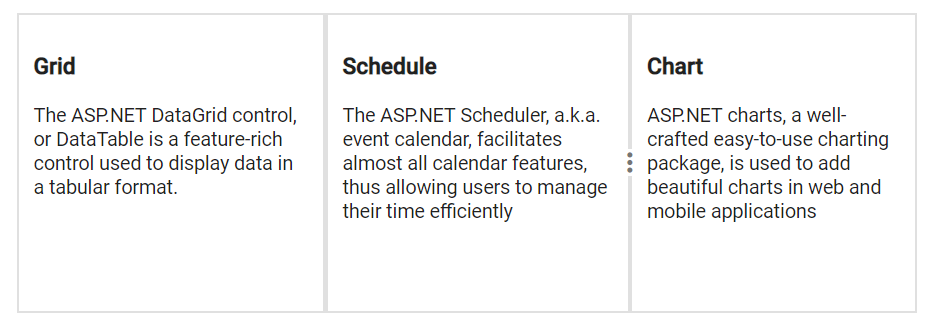 Grid
The ASP.NET DataGrid control,
or DataTable is a feature-rich
control used to display data in
a tabular format.
Schedule
The ASP.NET Scheduler, a.k.a.
event calendar, facilitates
almost all calendar features,
thus allowing users to manage
their time efficiently
Chart
ASP.NET charts, a well-
crafted easy-to-use charting
package, is used to add
beautiful charts in web and
mobile applications